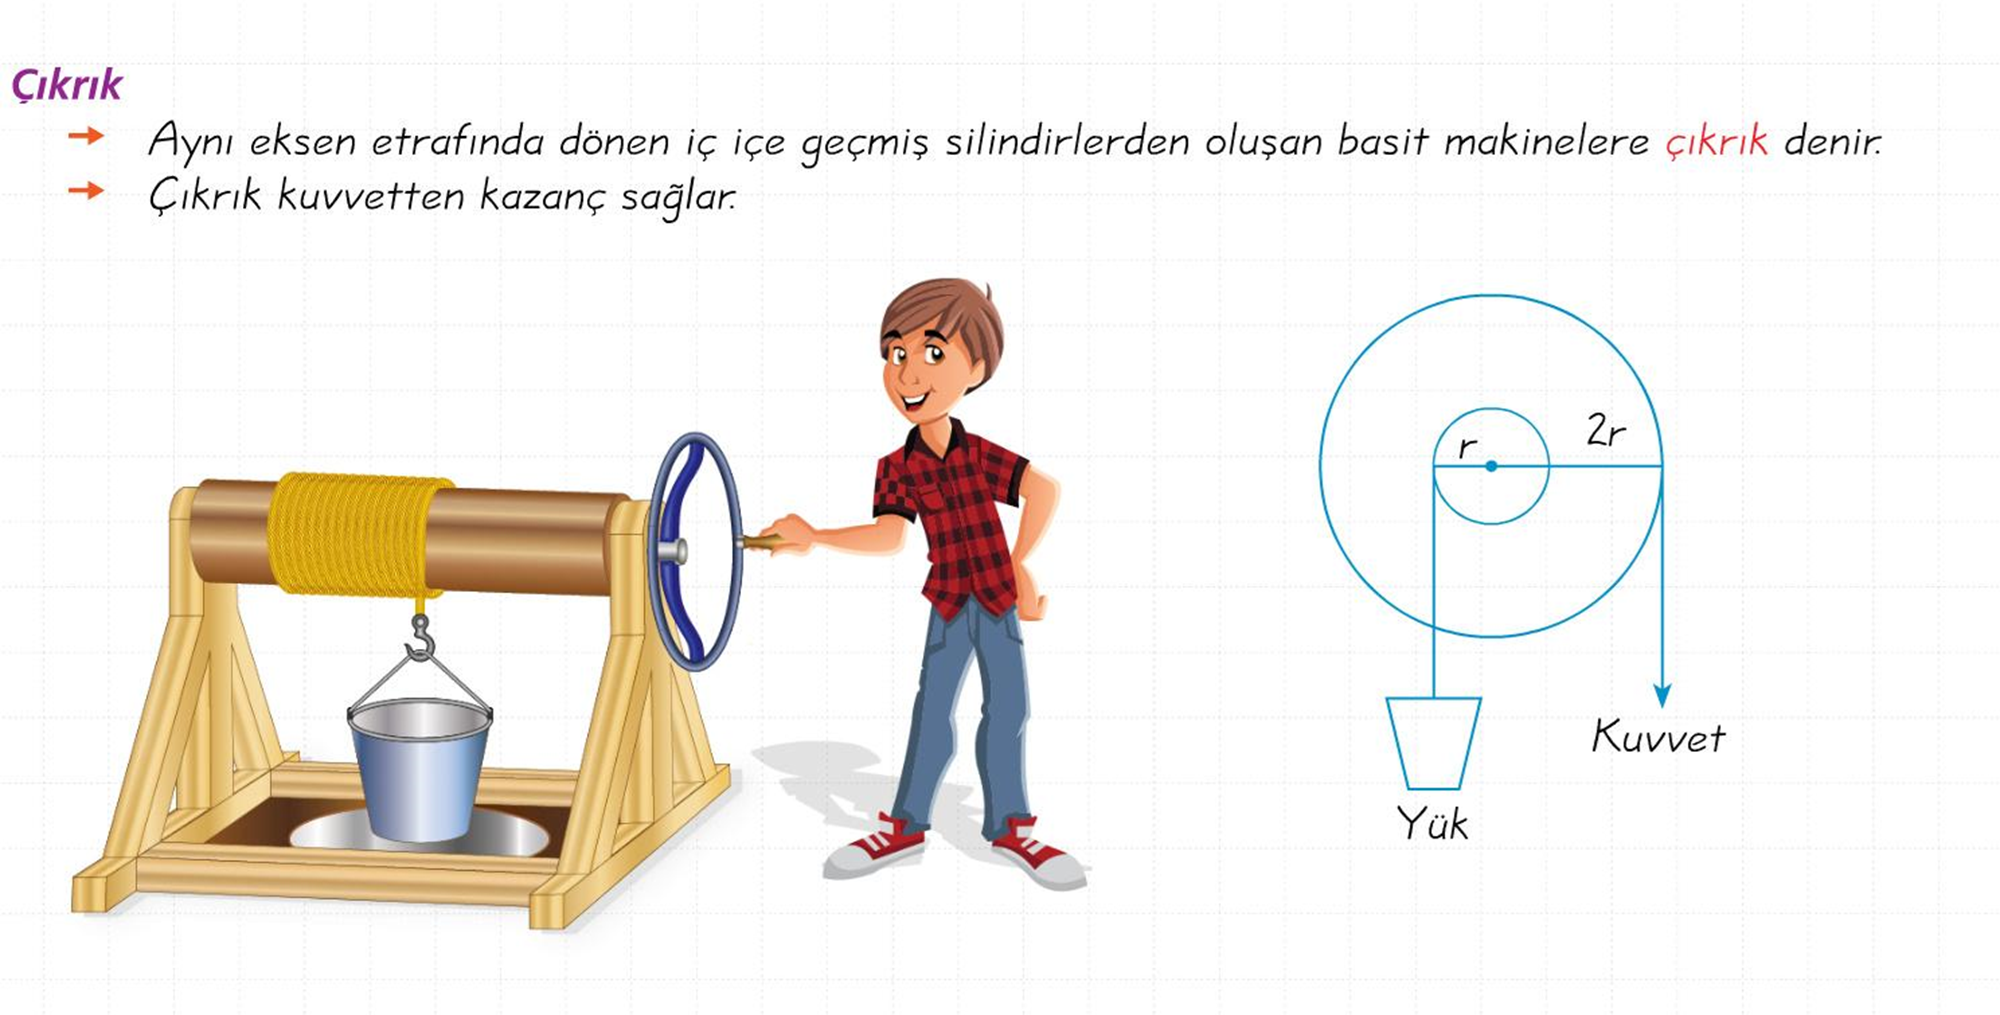 Çıkrık
Aynı eksen etrafında dönen iç içe geçmiş silindirlerden oluşan basit makinelere çıkrık denir.
Çıkrık kuvvetten kazanç sağlar.
r
2r
Kuvvet
Yük